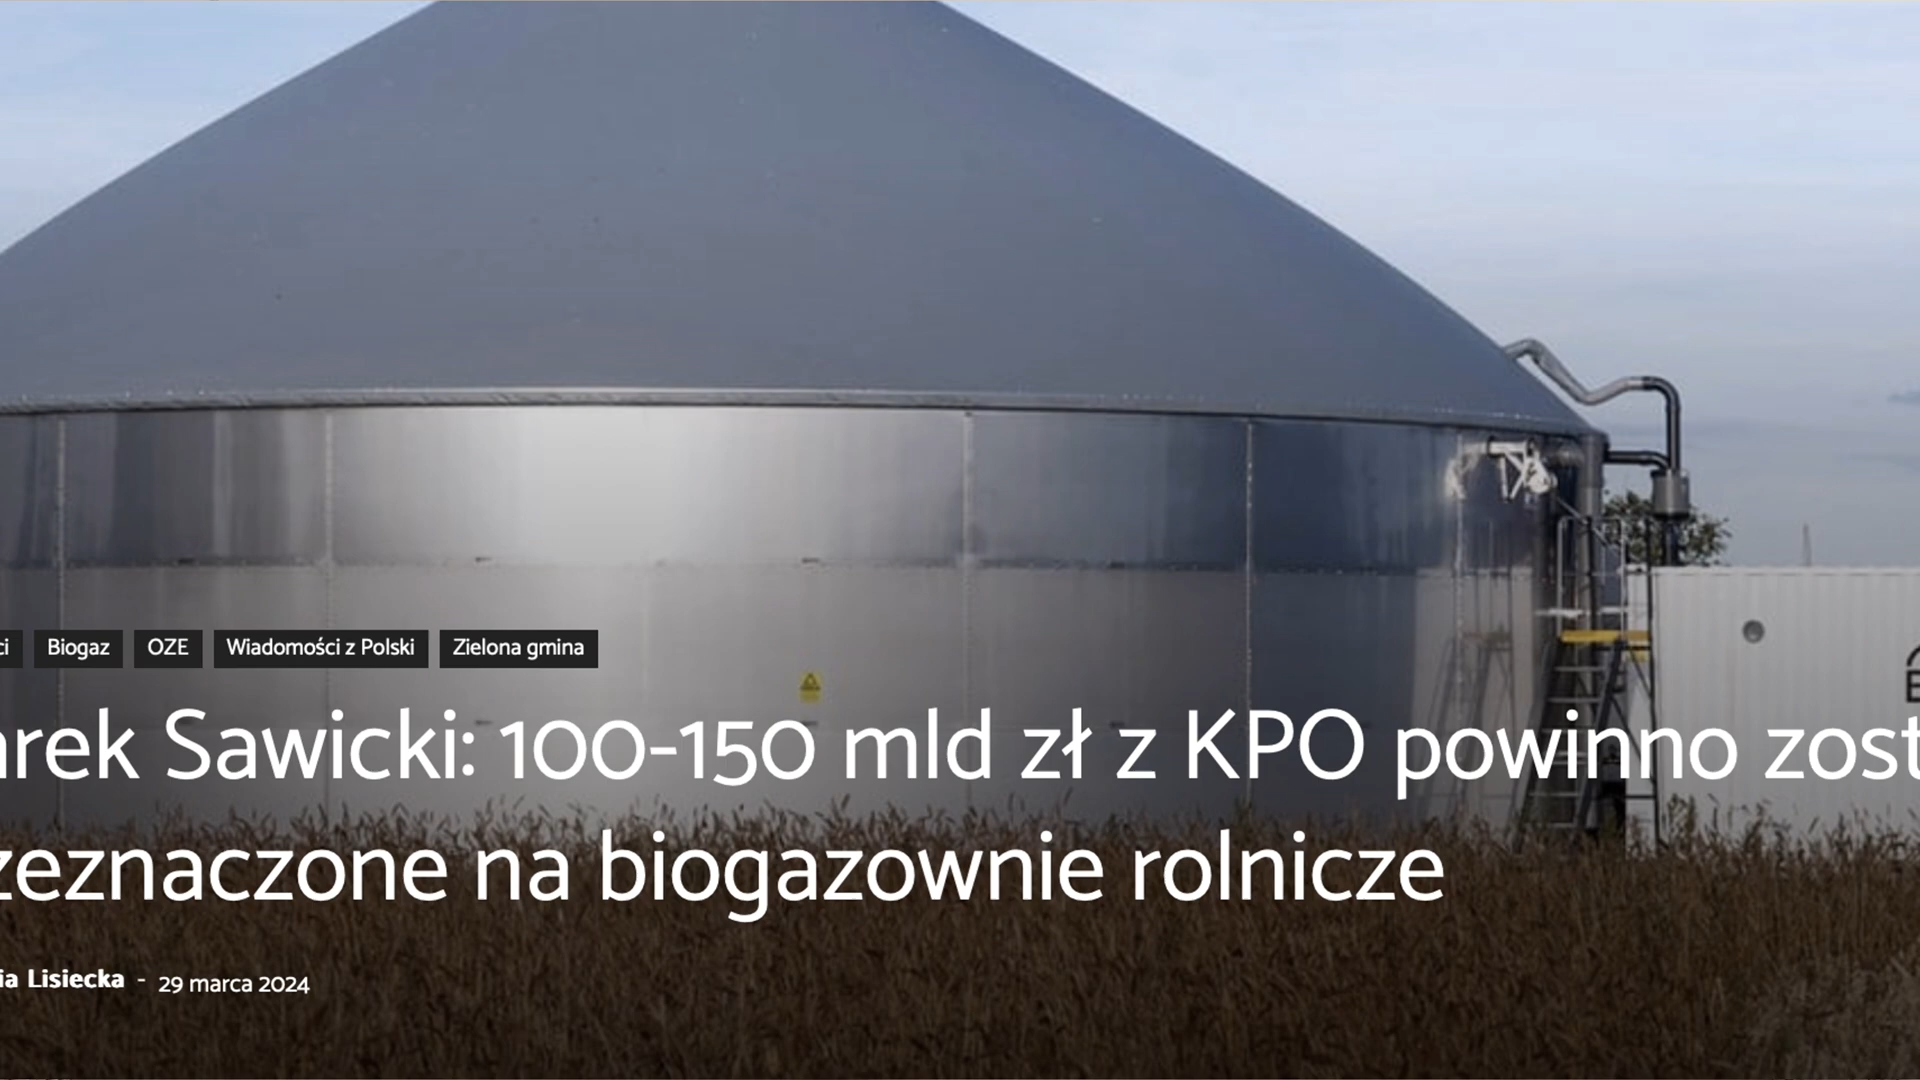 ci Biogaz OZE Wiadomości z Polski Zielona gmina
arek Sawicki: 100-150 mld zł z KPO powinno zost
zeznaczone na biogazownie rolnicze
ia Lisiecka - 29 marca 2024